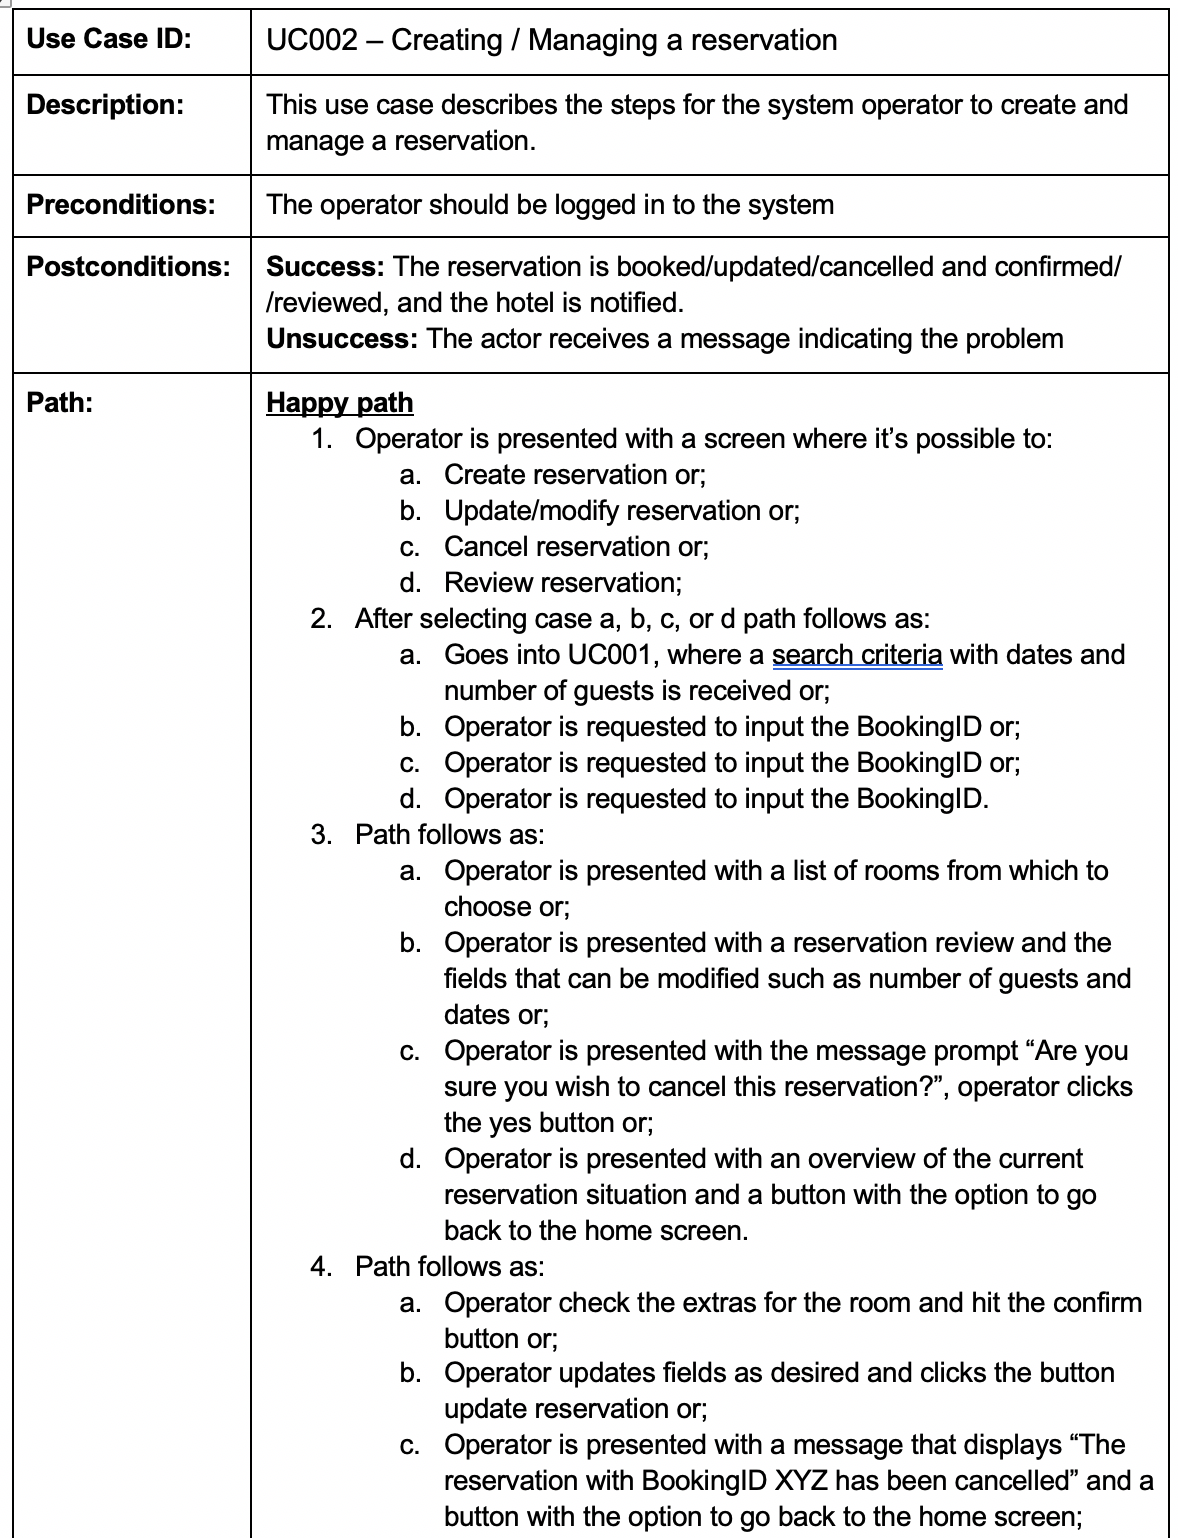 Use Case ID: UC002 – Creating / Managing a reservation
Description: This use case describes the steps for the system operator to create and
manage a reservation.
Preconditions: The operator should be logged in to the system
Postconditions: Success: The reservation is booked/updated/cancelled and confirmed/
/reviewed, and the hotel is notified.
Unsuccess: The actor receives a message indicating the problem
Path: Happy path
1. Operator is presented with a screen where it’s possible to:
a. Create reservation or;
b. Update/modify reservation or;
c. Cancel reservation or;
d. Review reservation;
2. After selecting case a, b, c, or d path follows as:
a. Goes into UC001, where a search criteria with dates and
number of guests is received or;
b. Operator is requested to input the BookingID or;
c. Operator is requested to input the BookingID or;
d. Operator is requested to input the BookingID.
3. Path follows as:
a. Operator is presented with a list of rooms from which to
choose or;
b. Operator is presented with a reservation review and the
fields that can be modified such as number of guests and
dates or;
c. Operator is presented with the message prompt “Are you
sure you wish to cancel this reservation?”, operator clicks
the yes button or;
d. Operator is presented with an overview of the current
reservation situation and a button with the option to go
back to the home screen.
4. Path follows as:
a. Operator check the extras for the room and hit the confirm
button or;
b. Operator updates fields as desired and clicks the button
update reservation or;
c. Operator is presented with a message that displays “The
reservation with BookingID XYZ has been cancelled” and a
button with the option to go back to the home screen;